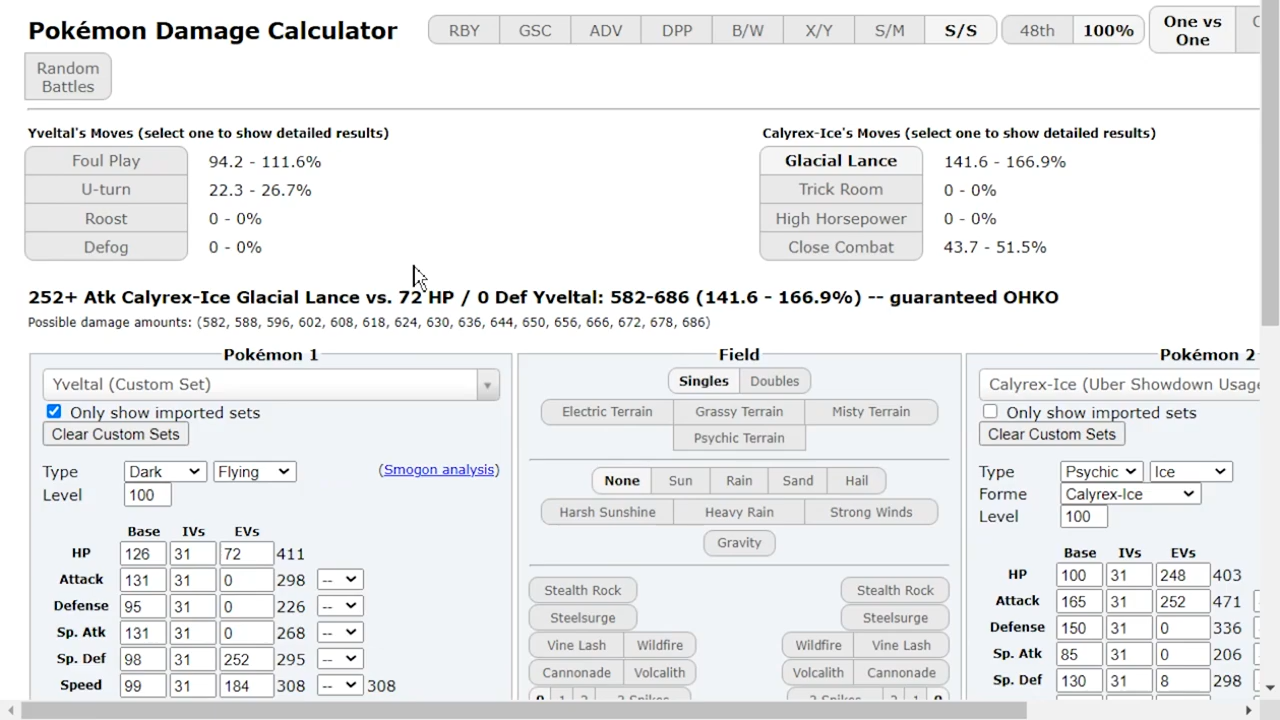 Pokémon Damage Calculator
RBY GSC ADV DPP B/W X/Y S/M S/S 48th 100% One vs One
Random Battles
Yveltal's Moves (select one to show detailed results)
Foul Play 94.2 - 111.6%
U-turn 22.3 - 26.7%
Roost 0 - 0%
Defog 0 - 0%
Calyrex-Ice's Moves (select one to show detailed results)
Glacial Lance 141.6 - 166.9%
Trick Room 0 - 0%
High Horsepower 0 - 0%
Close Combat 43.7 - 51.5%
252+ Atk Calyrex-Ice Glacial Lance vs. 72 HP / 0 Def Yveltal: 582-686 (141.6 - 166.9%) -- guaranteed OHKO
Possible damage amounts: (582, 588, 596, 602, 608, 618, 624, 630, 636, 644, 650, 656, 666, 672, 678, 686)
Pokémon 1
Yveltal (Custom Set)
Only show imported sets
Clear Custom Sets
Type Dark Flying (Smogon analysis)
Level 100
Base IVs EVs
HP 126 31 72 411
Attack 131 31 0 298 --
Defense 95 31 0 226 --
Sp. Atk 131 31 0 268 --
Sp. Def 98 31 252 295 --
Speed 99 31 184 308 -- 308
Field
Singles Doubles
Electric Terrain Grassy Terrain Misty Terrain
Psychic Terrain
None Sun Rain Sand Hail
Harsh Sunshine Heavy Rain Strong Winds
Gravity
Stealth Rock Stealth Rock
Steelsurge Steelsurge
Vine Lash Wildfire Wildfire Vine Lash
Cannonade Volcalith Volcalith Cannonade
Pokémon 2
Calyrex-Ice (Uber Showdown Usage
Only show imported sets
Clear Custom Sets
Type Psychic Ice
Forme Calyrex-Ice
Level 100
Base IVs EVs
HP 100 31 248 403
Attack 165 31 252 471
Defense 150 31 0 336
Sp. Atk 85 31 0 206
Sp. Def 130 31 8 298